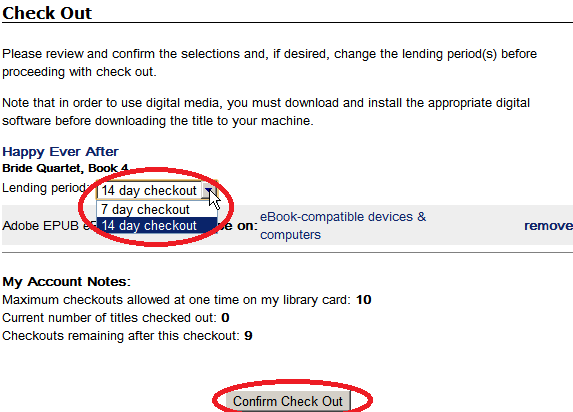 Check Out
Please review and confirm the selections and, if desired, change the lending period(s) before
proceeding with check out.
Note that in order to use digital media, you must download and install the appropriate digital
software before downloading the title to your machine.
Happy Ever After
Bride Quartet, Book 4
Lending period: 14 day checkout
7 day checkout
14 day checkout
Adobe EPUB on: eBook-compatible devices &
computers
remove
My Account Notes:
Maximum checkouts allowed at one time on my library card: 10
Current number of titles checked out: 0
Checkouts remaining after this checkout: 9
Confirm Check Out